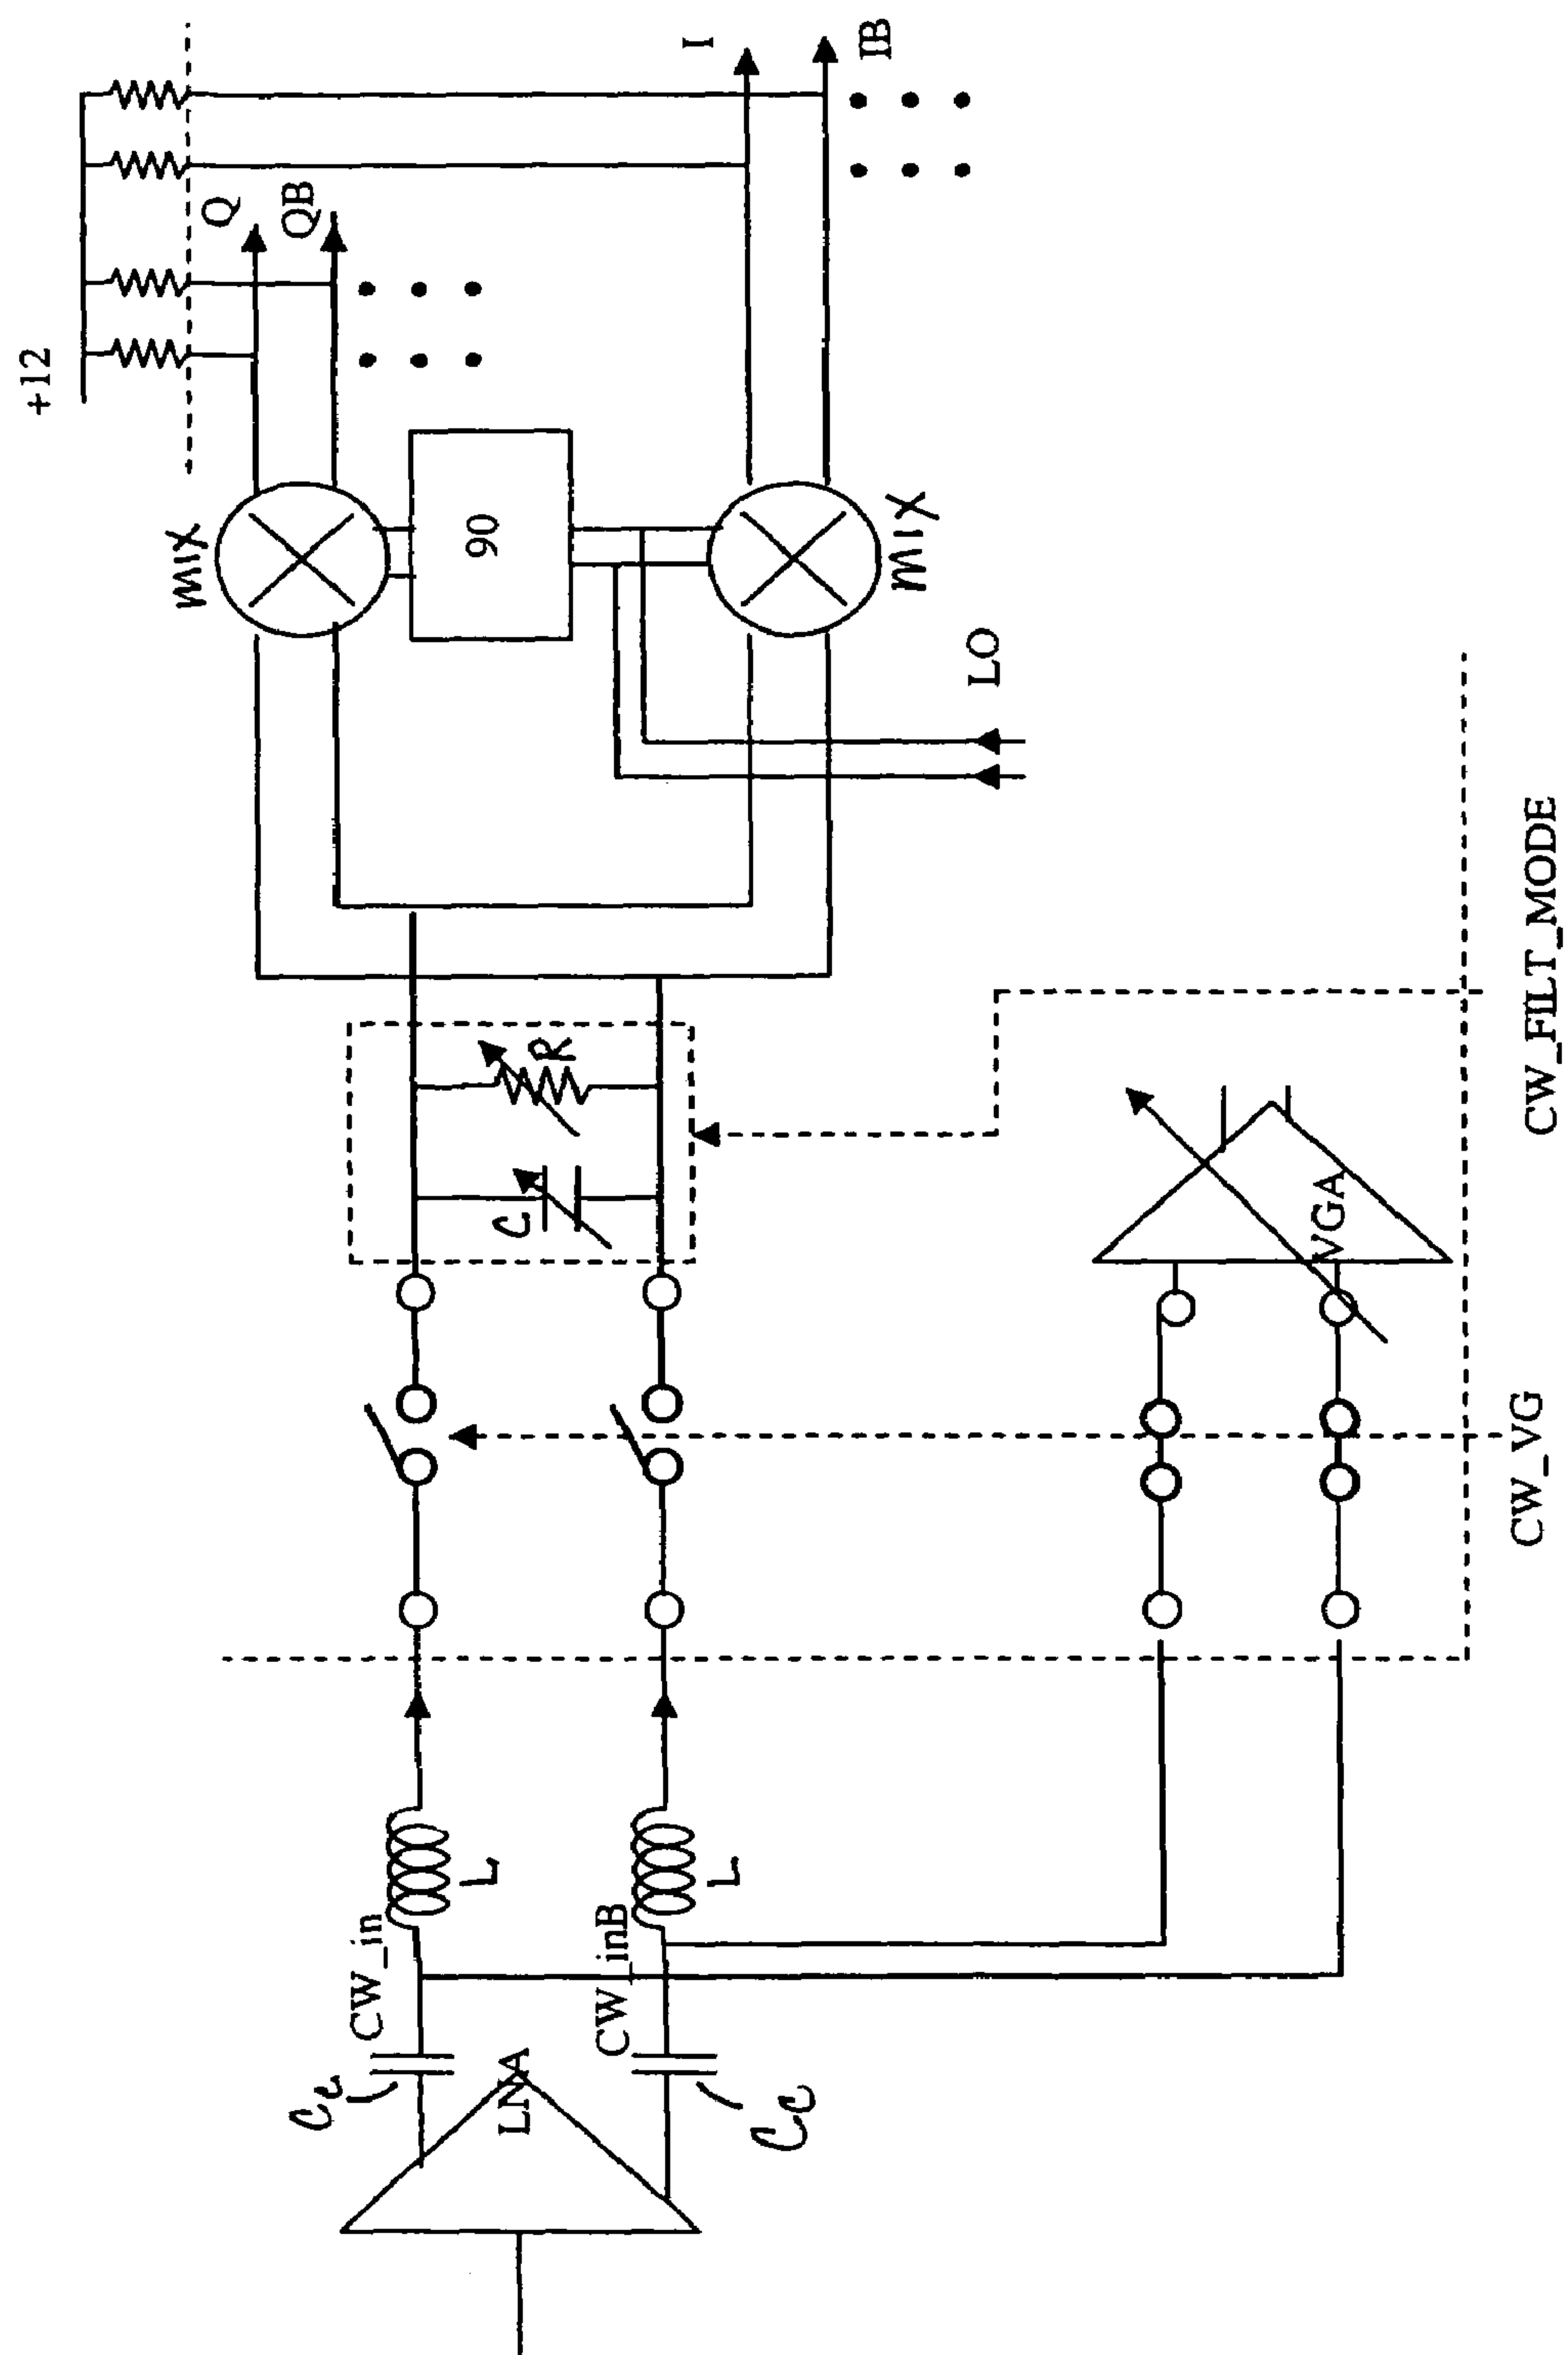 +12
Q
QB
I
IB
MIX
90
MIX
LO
R
C
VGA
CW_FILT_MODE
CW_VG
L
L
CW_in
CW_inB
Cc
LNA
Cc